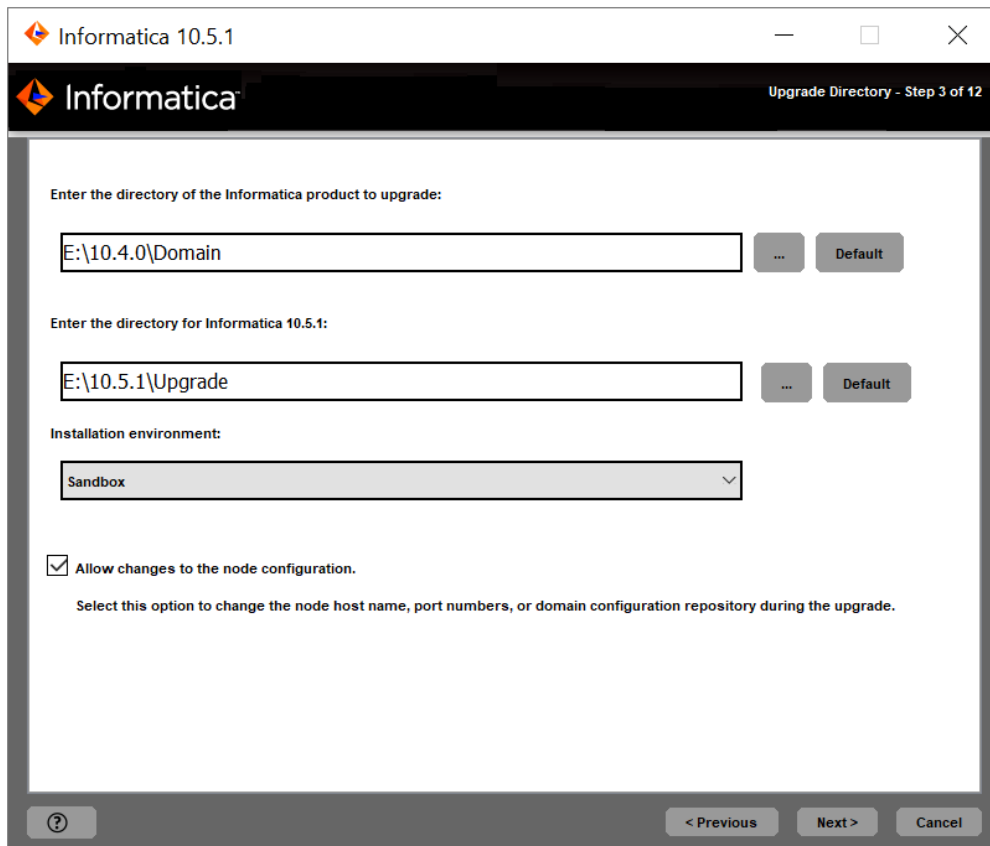 Informatica 10.5.1
Informatica
Upgrade Directory - Step 3 of 12
Enter the directory of the Informatica product to upgrade:
E:\10.4.0\Domain
...
Default
Enter the directory for Informatica 10.5.1:
E:\10.5.1\Upgrade
...
Default
Installation environment:
Sandbox
Allow changes to the node configuration.
Select this option to change the node host name, port numbers, or domain configuration repository during the upgrade.
?
< Previous
Next >
Cancel